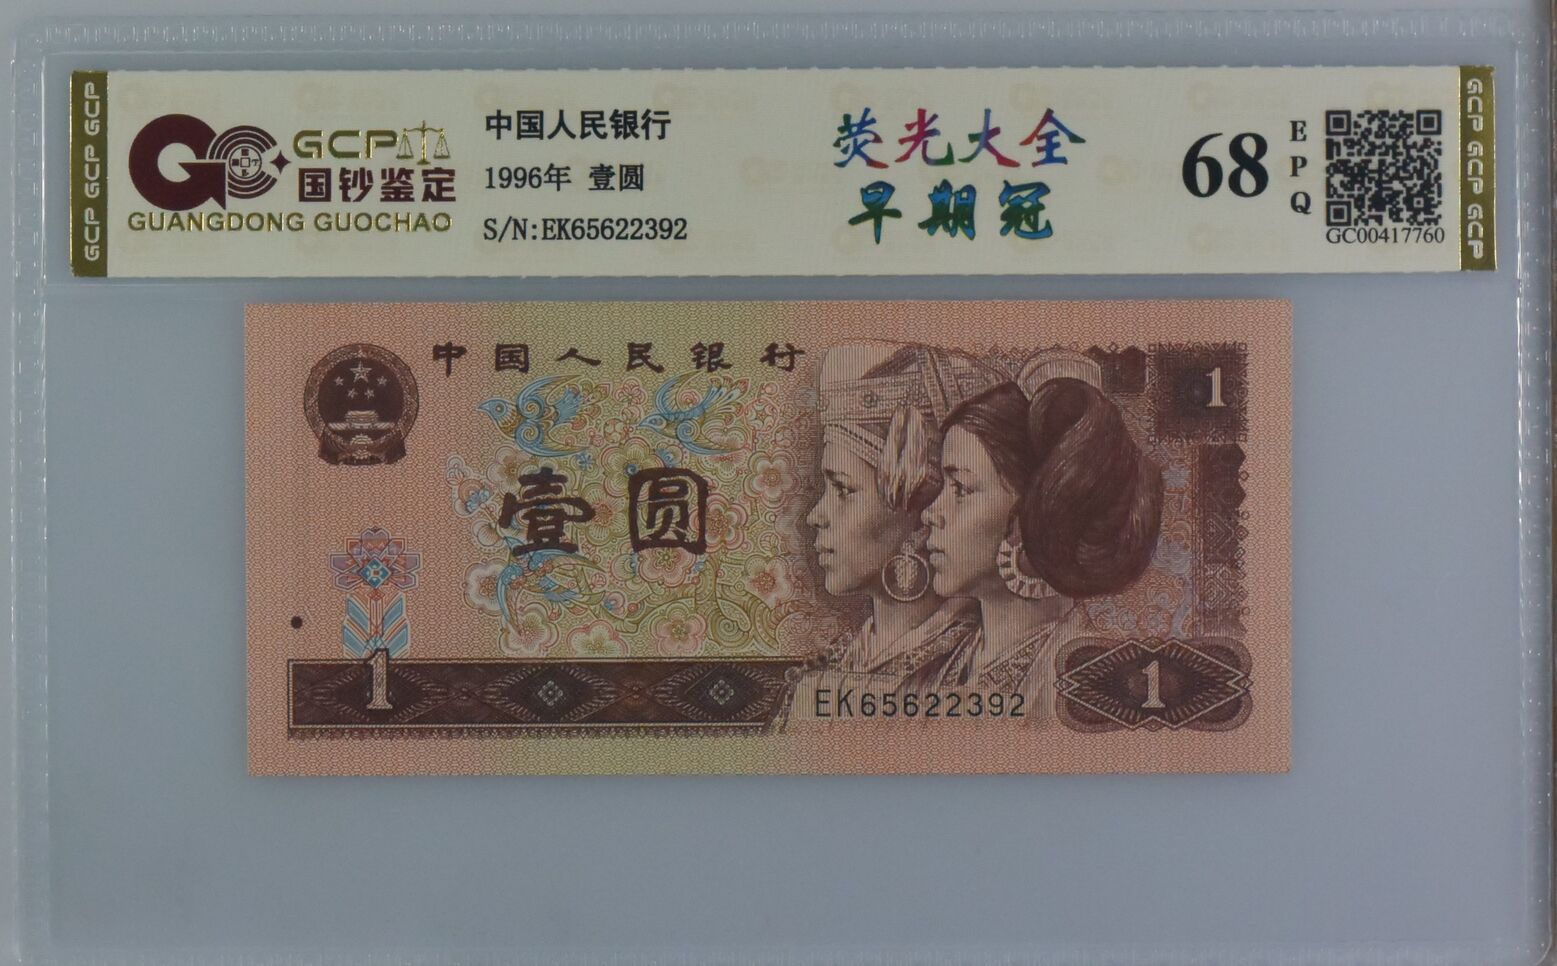 GCP GCP GCP
GCP
国钞鉴定
GUANGDONG GUOCHAO
中国人民银行
1996年 壹圆
S/N:EK65622392
荧光大全
早期冠
68
EPQ
GC00417760
GCP GCP GCP
中国人民银行
1
壹圆
1
EK65622392
1